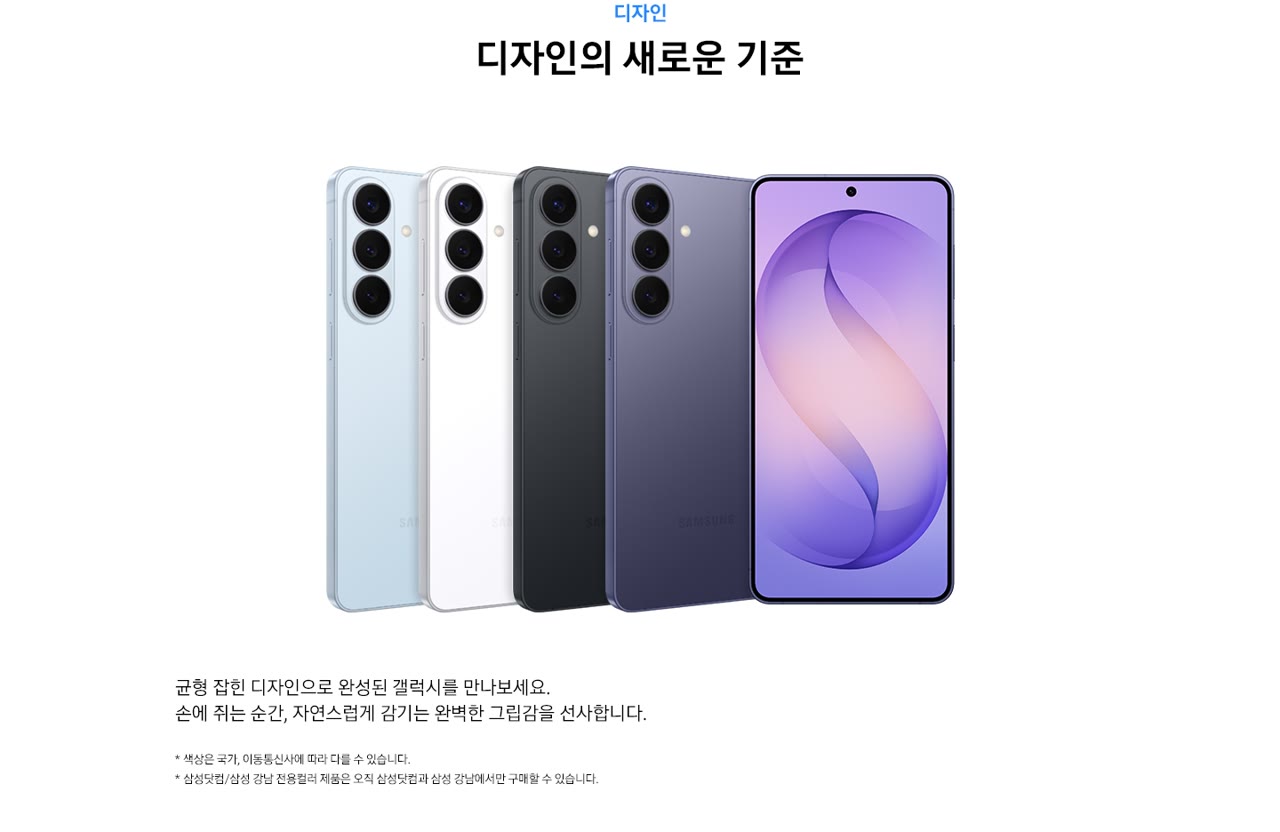 디자인
디자인의 새로운 기준
SAM
SAM
SAM
SAMSUNG
균형 잡힌 디자인으로 완성된 갤럭시를 만나보세요.
손에 쥐는 순간, 자연스럽게 감기는 완벽한 그립감을 선사합니다.
* 색상은 국가, 이동통신사에 따라 다를 수 있습니다.
* 삼성닷컴/삼성 강남 전용컬러 제품은 오직 삼성닷컴과 삼성 강남에서만 구매할 수 있습니다.